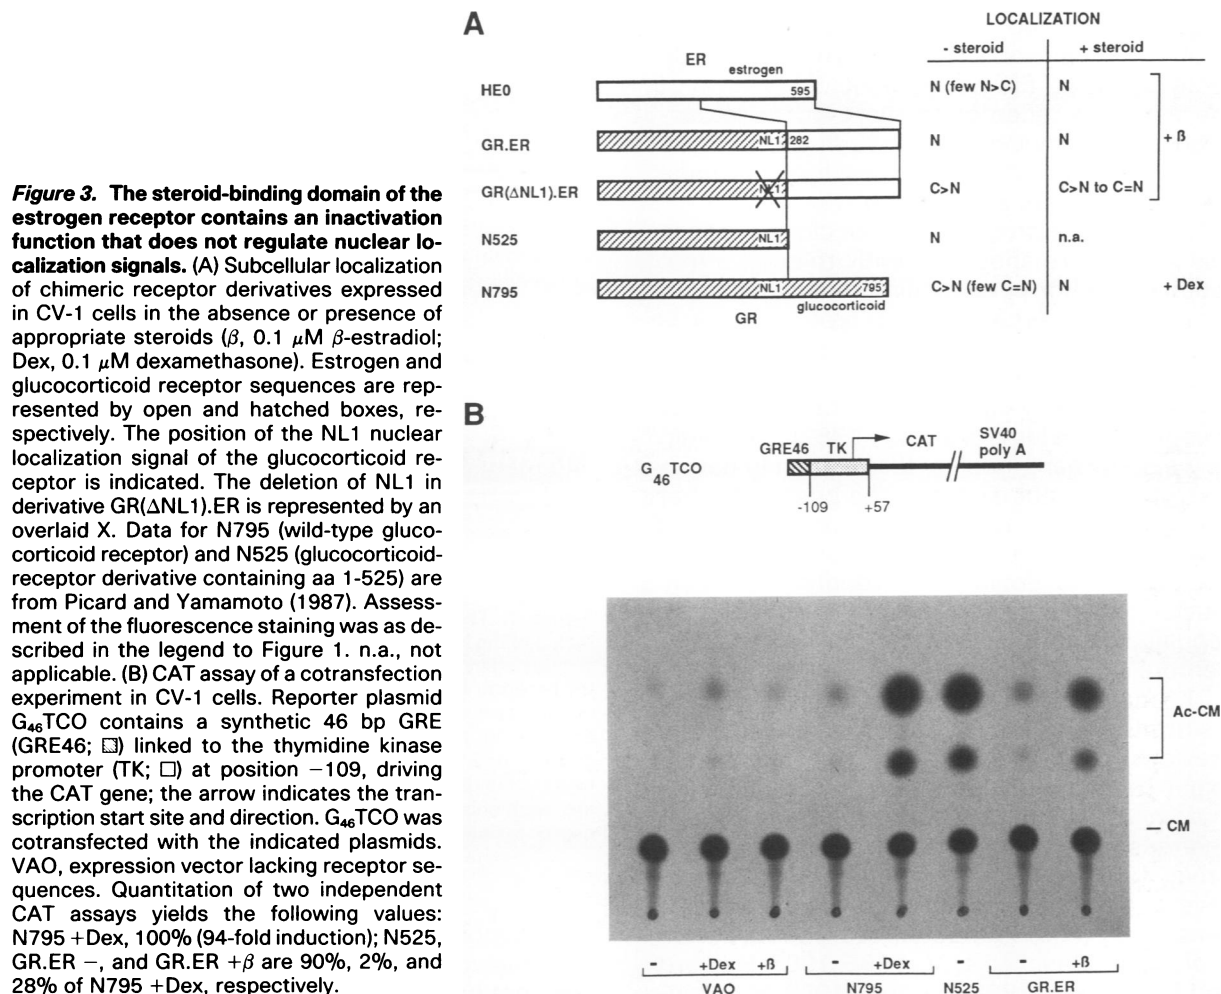 Figure 3. The steroid-binding domain of the
estrogen receptor contains an inactivation
function that does not regulate nuclear lo-
calization signals. (A) Subcellular localization
of chimeric receptor derivatives expressed
in CV-1 cells in the absence or presence of
appropriate steroids (β, 0.1 μM β-estradiol;
Dex, 0.1 μM dexamethasone). Estrogen and
glucocorticoid receptor sequences are rep-
resented by open and hatched boxes, re-
spectively. The position of the NL1 nuclear
localization signal of the glucocorticoid re-
ceptor is indicated. The deletion of NL1 in
derivative GR(ΔNL1).ER is represented by an
overlaid X. Data for N795 (wild-type gluco-
corticoid receptor) and N525 (glucocorticoid-
receptor derivative containing aa 1-525) are
from Picard and Yamamoto (1987). Assess-
ment of the fluorescence staining was as de-
scribed in the legend to Figure 1. n.a., not
applicable. (B) CAT assay of a cotransfection
experiment in CV-1 cells. Reporter plasmid
G₄₆TCO contains a synthetic 46 bp GRE
(GRE46; ▧) linked to the thymidine kinase
promoter (TK; □) at position −109, driving
the CAT gene; the arrow indicates the tran-
scription start site and direction. G₄₆TCO was
cotransfected with the indicated plasmids.
VAO, expression vector lacking receptor se-
quences. Quantitation of two independent
CAT assays yields the following values:
N795 +Dex, 100% (94-fold induction); N525,
GR.ER −, and GR.ER +β are 90%, 2%, and
28% of N795 +Dex, respectively.
A
LOCALIZATION
- steroid + steroid
ER
estrogen
HE0 595 N (few N>C) N
GR.ER NL1 282 N N
+ ß
GR(ΔNL1).ER NL1 C>N C>N to C=N
N525 NL1 N n.a.
N795 NL1 795 C>N (few C=N) N + Dex
glucocorticoid
GR
B
G₄₆TCO GRE46 TK CAT SV40
poly A
-109 +57
Ac-CM
CM
- +Dex +ß - +Dex - - +ß
VAO N795 N525 GR.ER